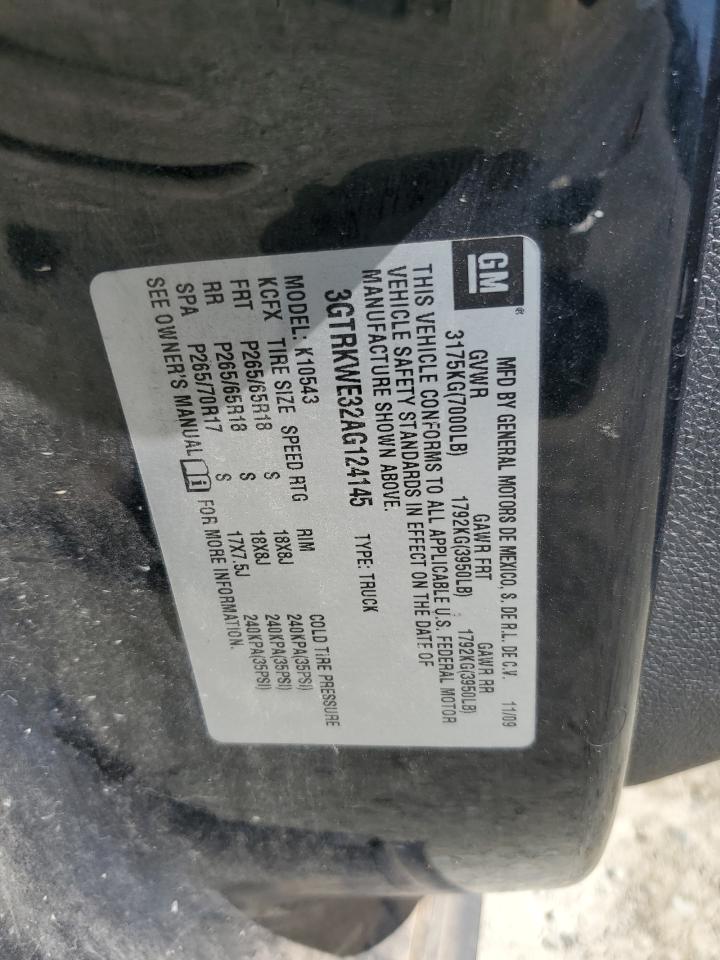 GM ®
MFD BY GENERAL MOTORS DE MEXICO, S. DE R.L. DE C.V. 11/09
GVWR GAWR FRT GAWR RR
3175KG(7000LB) 1792KG(3950LB) 1792KG(3950LB)
THIS VEHICLE CONFORMS TO ALL APPLICABLE U.S. FEDERAL MOTOR
VEHICLE SAFETY STANDARDS IN EFFECT ON THE DATE OF
MANUFACTURE SHOWN ABOVE.
3GTRKWE32AG124145 TYPE: TRUCK
MODEL: K10543
KCFX TIRE SIZE SPEED RTG RIM COLD TIRE PRESSURE
FRT P265/65R18 S 18X8J 240KPA(35PSI)
RR P265/65R18 S 18X8J 240KPA(35PSI)
SPA P265/70R17 17X7.5J 240KPA(35PSI)
SEE OWNER'S MANUAL FOR MORE INFORMATION.